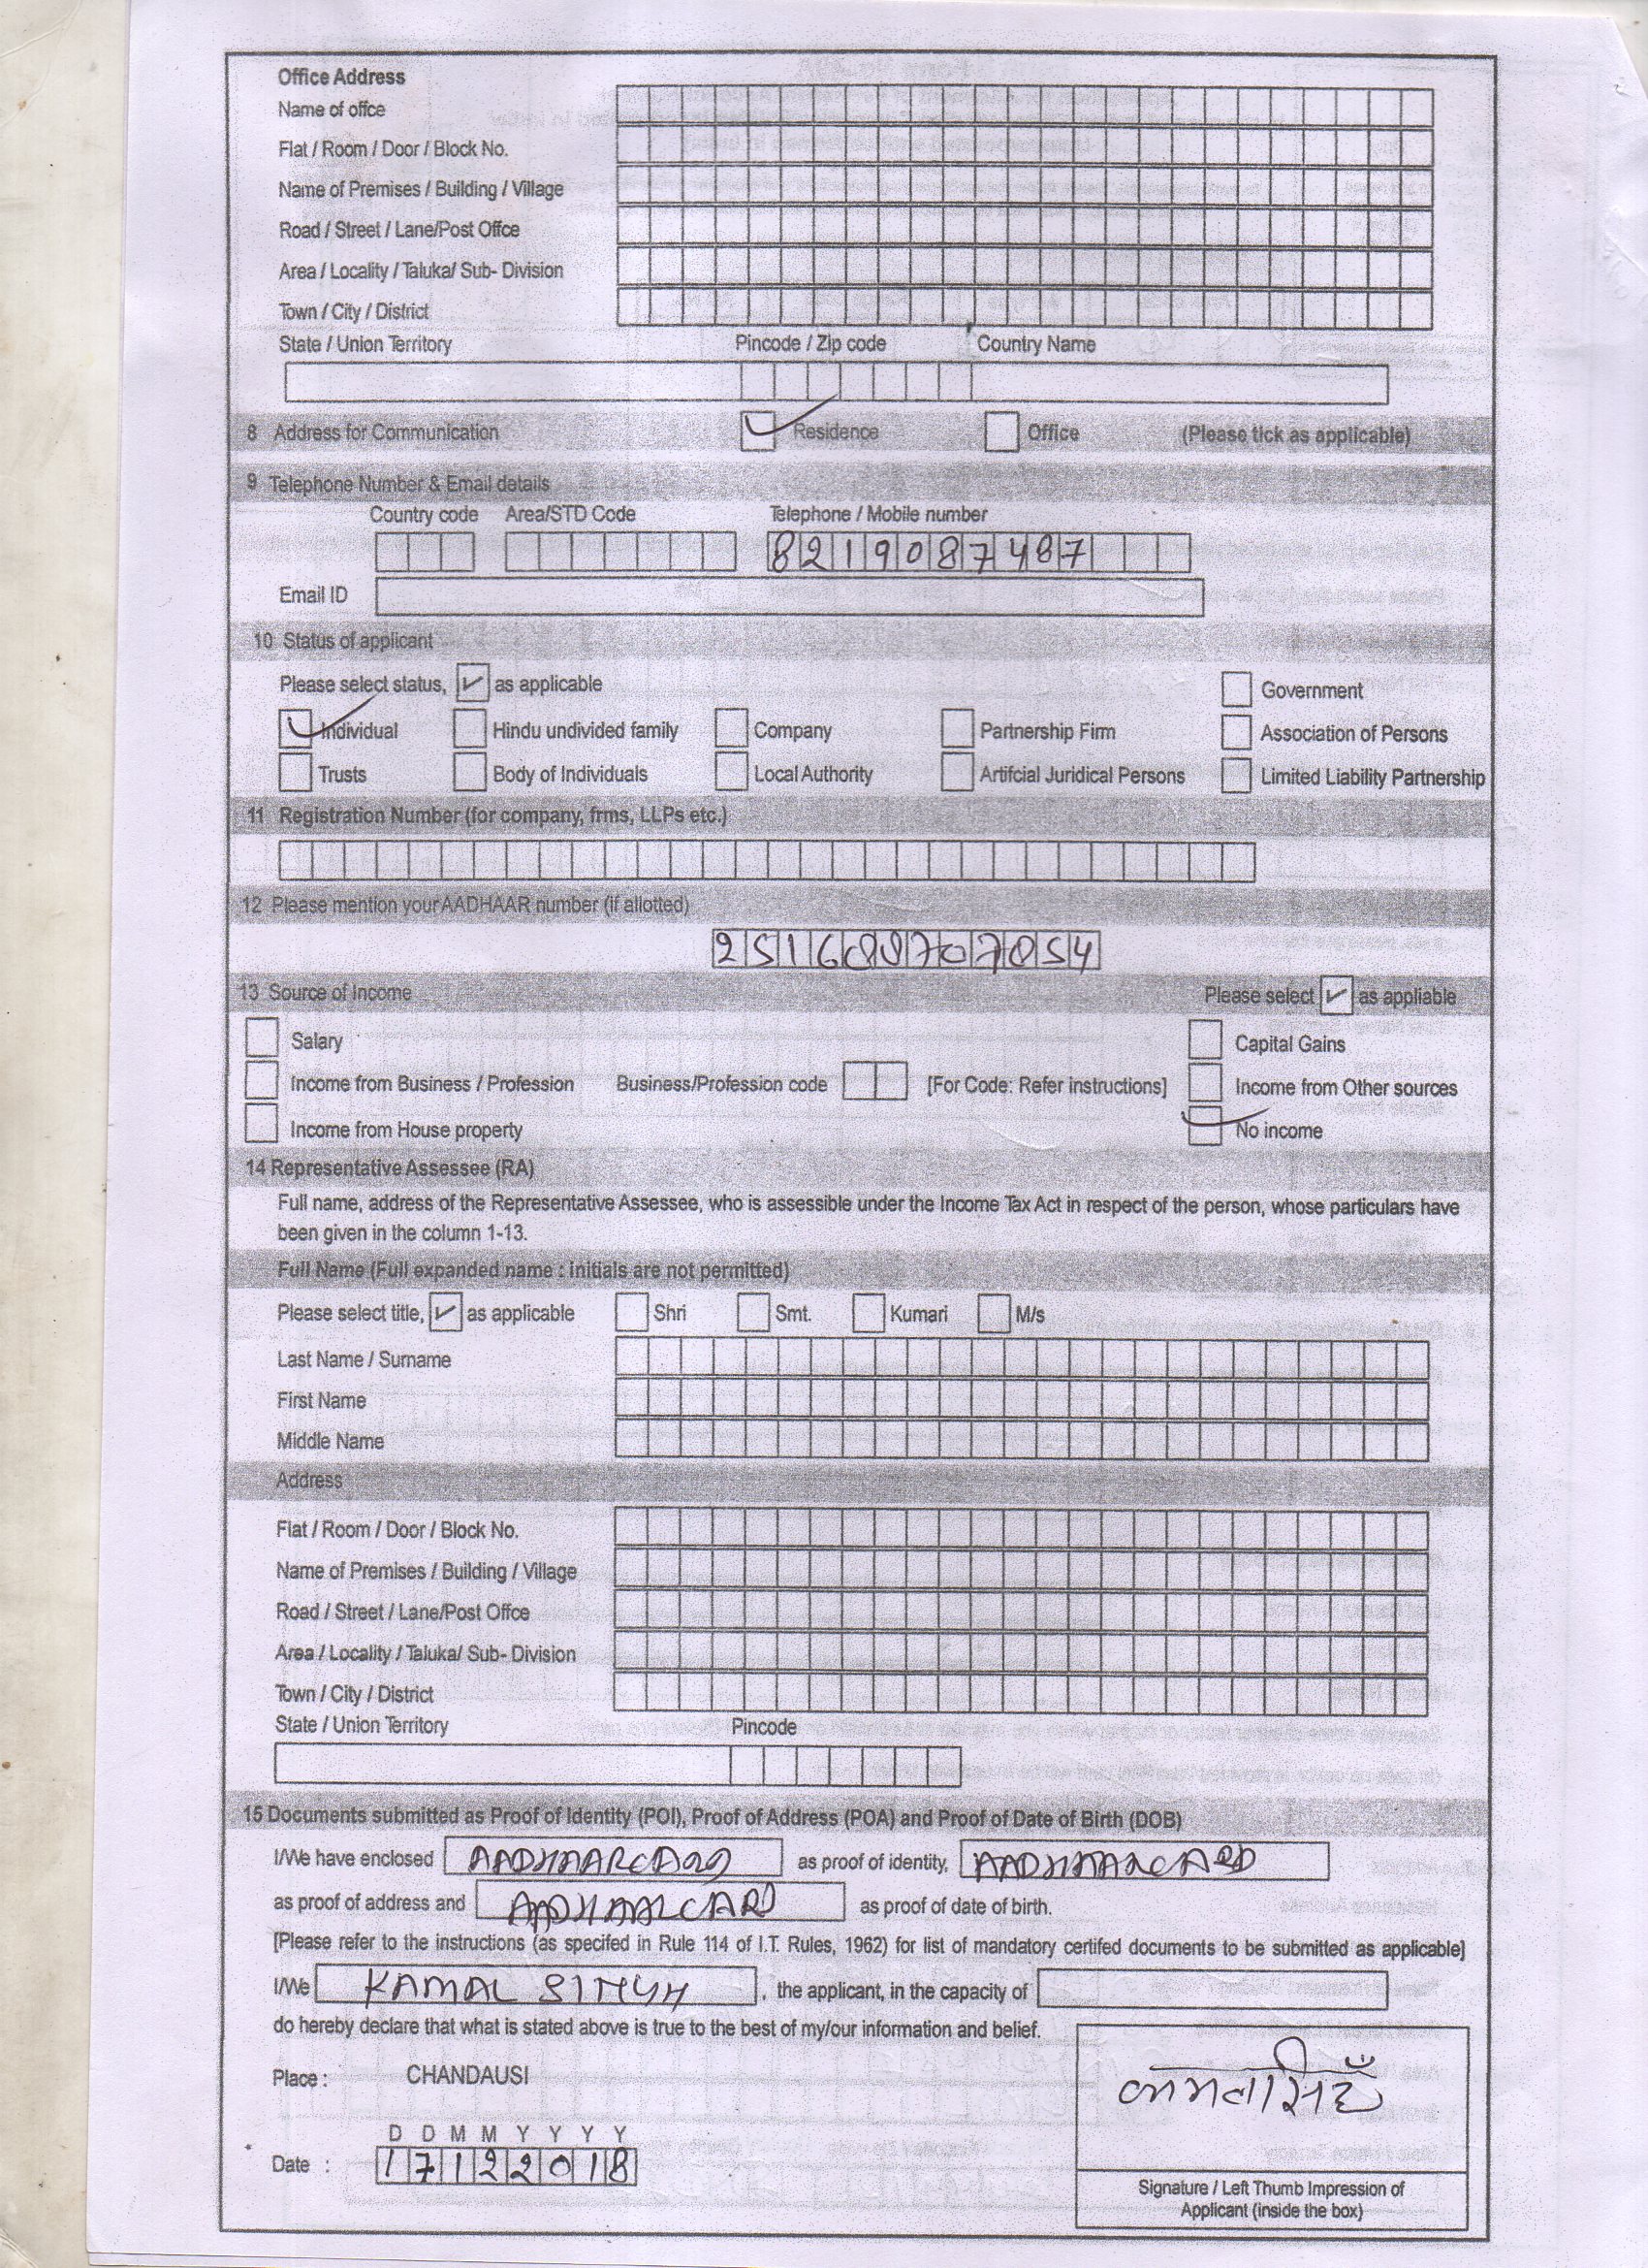 Office Address
Name of offce
Flat / Room / Door / Block No.
Name of Premises / Building / Village
Road / Street / Lane/Post Offce
Area / Locality / Taluka/ Sub- Division
Town / City / District
State / Union Territory Pincode / Zip code Country Name
8 Address for Communication Residence Office (Please tick as applicable)
9 Telephone Number & Email details
Country code Area/STD Code Telephone / Mobile number
8219087487
Email ID
10 Status of applicant
Please select status, as applicable Government
Individual Hindu undivided family Company Partnership Firm Association of Persons
Trusts Body of Individuals Local Authority Artifcial Juridical Persons Limited Liability Partnership
11 Registration Number (for company, frms, LLPs etc.)
12 Please mention your AADHAAR number (if allotted)
13 Source of Income Please select as appliable
Salary Capital Gains
Income from Business / Profession Business/Profession code [For Code: Refer instructions] Income from Other sources
Income from House property No income
14 Representative Assessee (RA)
Full name, address of the Representative Assessee, who is assessible under the Income Tax Act in respect of the person, whose particulars have
been given in the column 1-13.
Full Name (Full expanded name : initials are not permitted)
Please select title, as applicable Shri Smt. Kumari M/s
Last Name / Surname
First Name
Middle Name
Address
Flat / Room / Door / Block No.
Name of Premises / Building / Village
Road / Street / Lane/Post Offce
Area / Locality / Taluka/ Sub- Division
Town / City / District
State / Union Territory Pincode
15 Documents submitted as Proof of Identity (POI), Proof of Address (POA) and Proof of Date of Birth (DOB)
I/We have enclosed AADHAARCARD as proof of identity, AADHAARCARD
as proof of address and AADHAARCARD as proof of date of birth.
[Please refer to the instructions (as specifed in Rule 114 of I.T. Rules, 1962) for list of mandatory certifed documents to be submitted as applicable]
I/We KAMAL SINGH , the applicant, in the capacity of
do hereby declare that what is stated above is true to the best of my/our information and belief.
Place : CHANDAUSI
कमलसिंह
D D M M Y Y Y Y
Date : 17122018
Signature / Left Thumb Impression of
Applicant (inside the box)